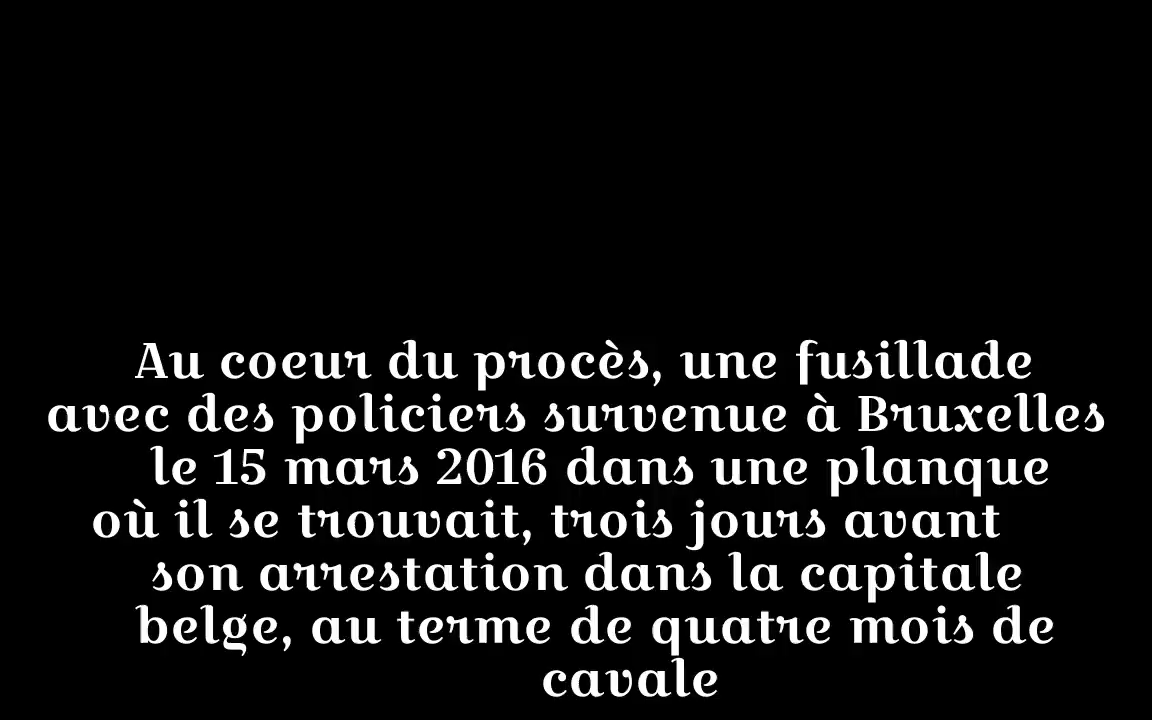 Au coeur du procès, une fusillade
avec des policiers survenue à Bruxelles
le 15 mars 2016 dans une planque
où il se trouvait, trois jours avant
son arrestation dans la capitale
belge, au terme de quatre mois de
cavale